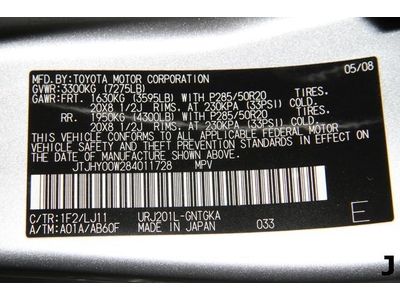 MFD.BY:TOYOTA MOTOR CORPORATION 05/08
GVWR:3300KG (7275LB)
GAWR:FRT. 1630KG (3595LB) WITH P285/50R20 TIRES.
20X8 1/2J RIMS. AT 230KPA (33PSI) COLD
RR. 1950KG (4300LB) WITH P285/50R20 TIRES.
20X8 1/2J RIMS. AT 230KPA (33PSI) COLD
THIS VEHICLE CONFORMS TO ALL APPLICABLE FEDERAL MOTOR
VEHICLE SAFETY STANDARDS IN EFFECT ON THE DATE OF
MANUFACTURE SHOWN ABOVE.
JTJHY00W284011728 MPV
C/TR:1F2/LJ11 URJ201L-GNTGKA E
A/TM:A01A/AB60F MADE IN JAPAN 033
J